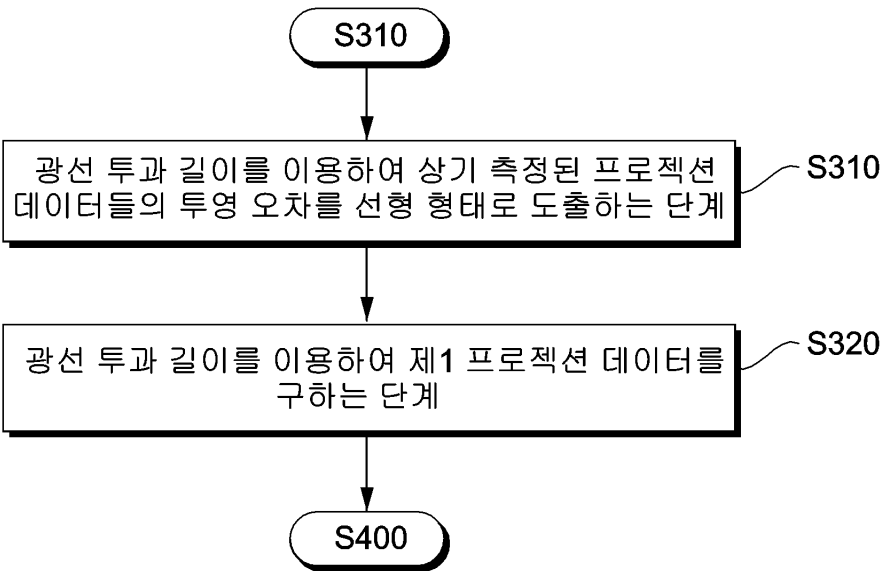 S310
광선 투과 길이를 이용하여 상기 측정된 프로젝션
데이터들의 투영 오차를 선형 형태로 도출하는 단계
S310
광선 투과 길이를 이용하여 제1 프로젝션 데이터를
구하는 단계
S320
S400